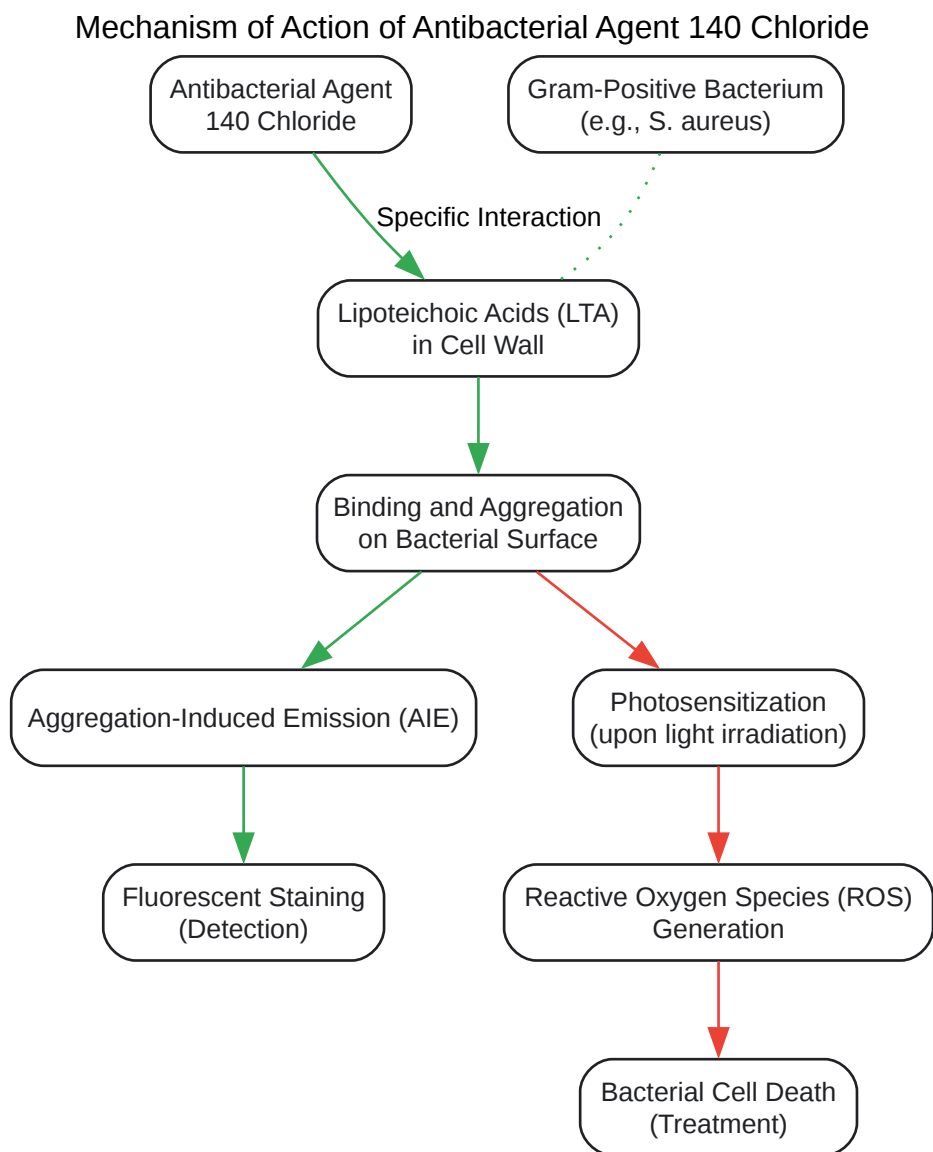 Mechanism of Action of Antibacterial Agent 140 Chloride
Antibacterial Agent
140 Chloride
Gram-Positive Bacterium
(e.g., S. aureus)
Specific Interaction
Lipoteichoic Acids (LTA)
in Cell Wall
Binding and Aggregation
on Bacterial Surface
Aggregation-Induced Emission (AIE)
Photosensitization
(upon light irradiation)
Fluorescent Staining
(Detection)
Reactive Oxygen Species (ROS)
Generation
Bacterial Cell Death
(Treatment)